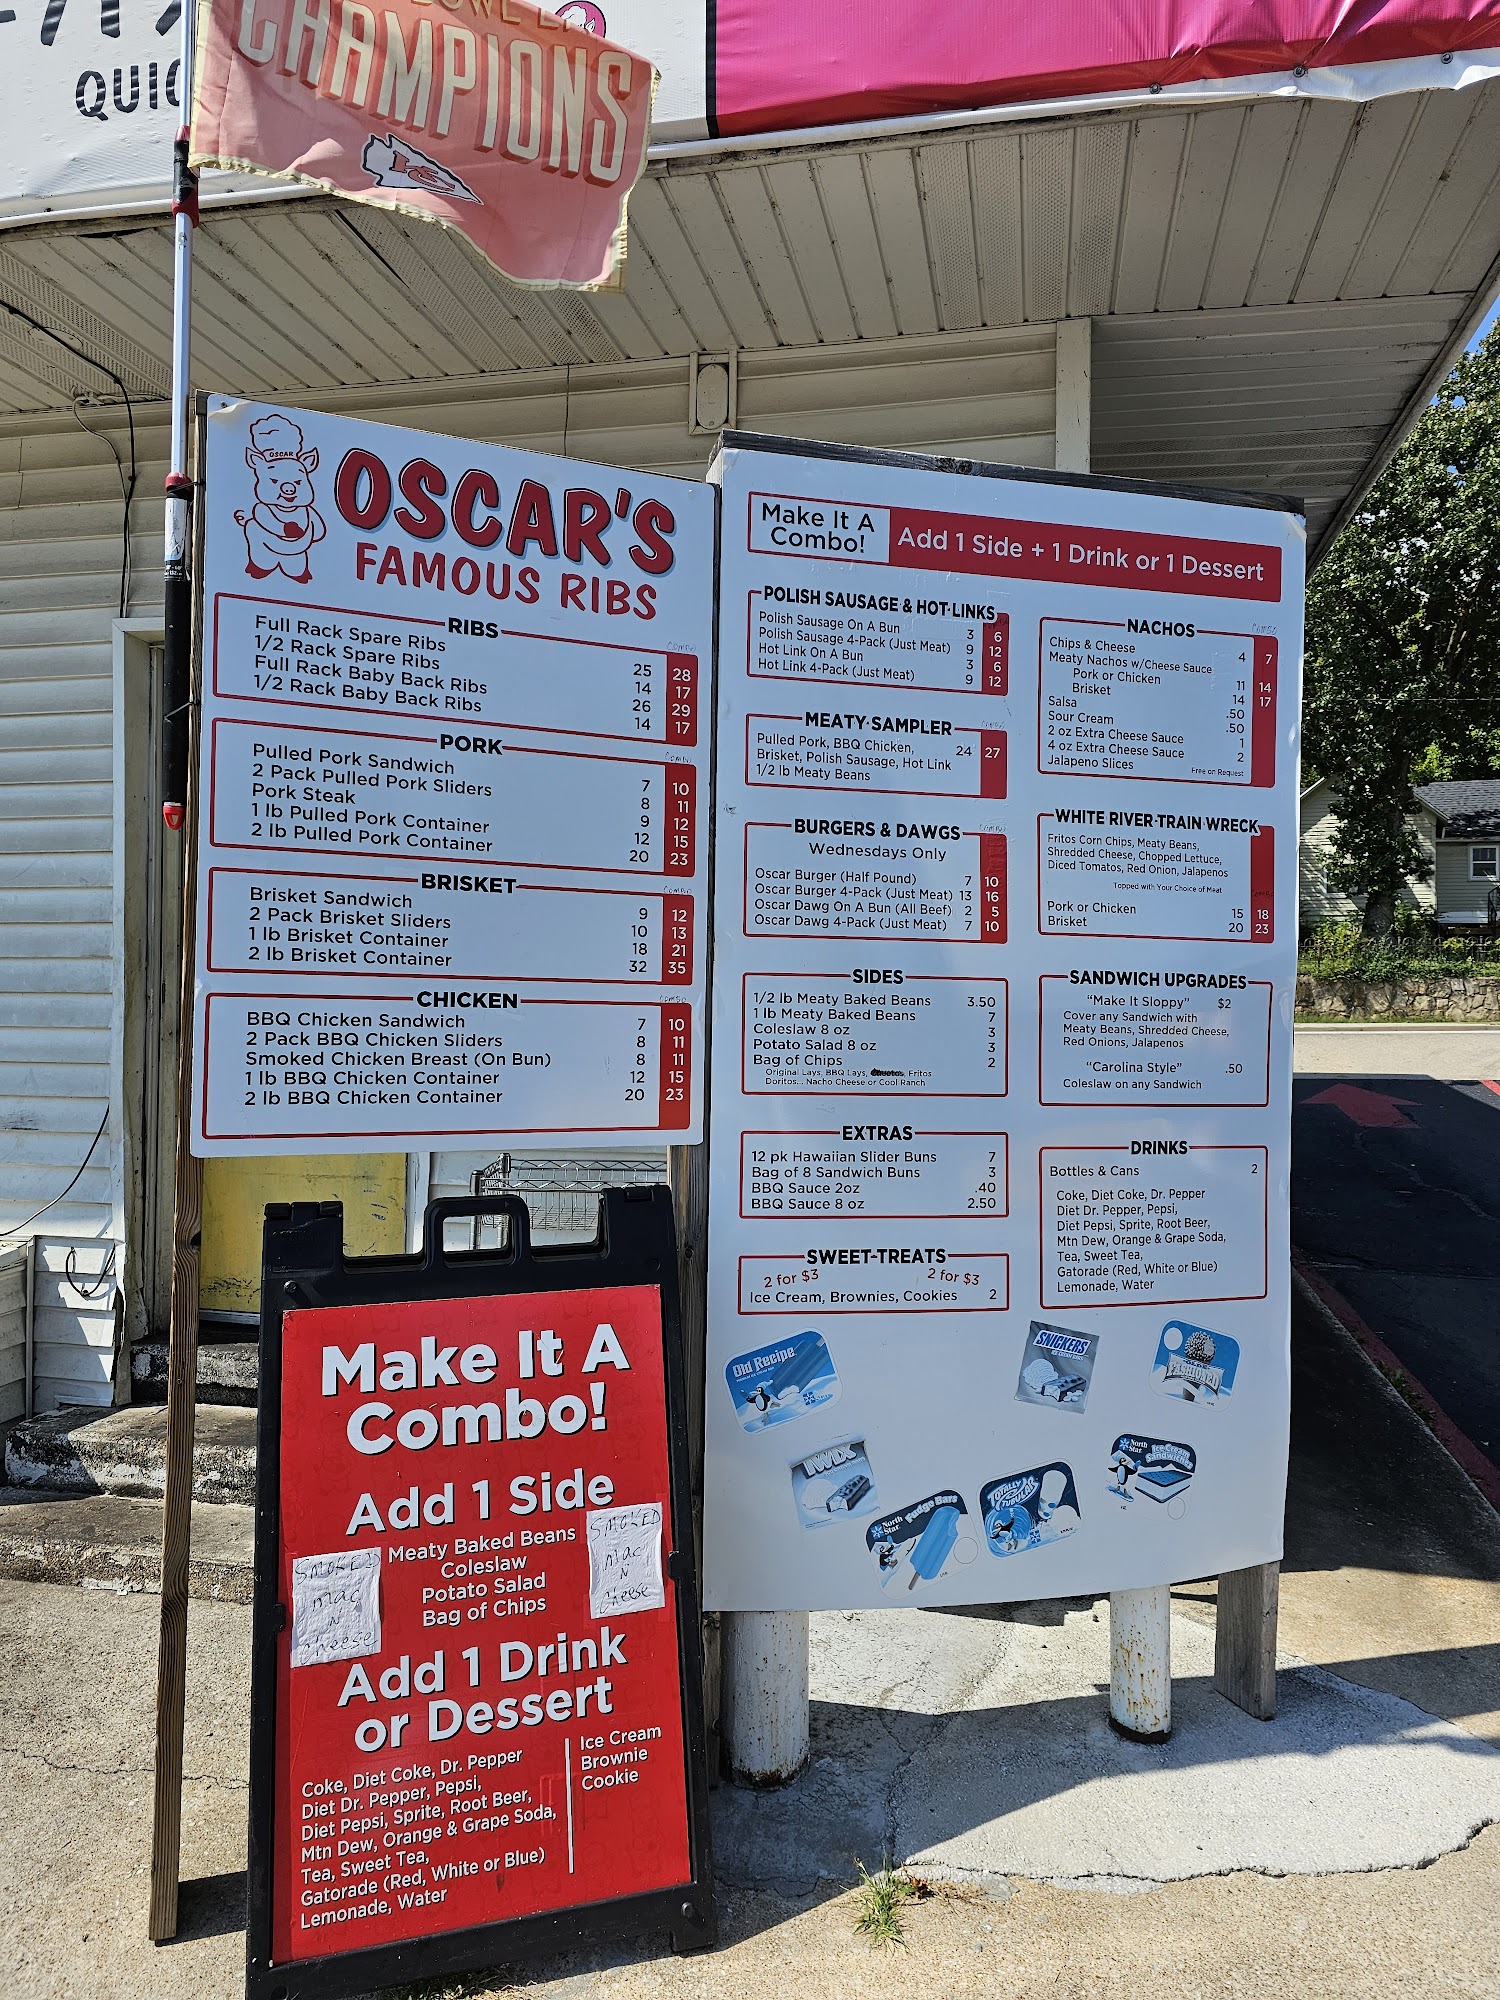 QUIC
CHAMPIONS
KC
OSCAR
OSCAR'S
FAMOUS RIBS
RIBS
COMBO
Full Rack Spare Ribs 25 28
1/2 Rack Spare Ribs 14 17
Full Rack Baby Back Ribs 26 29
1/2 Rack Baby Back Ribs 14 17
PORK
COMBO
Pulled Pork Sandwich 7 10
2 Pack Pulled Pork Sliders 8 11
Pork Steak 9 12
1 lb Pulled Pork Container 12 15
2 lb Pulled Pork Container 20 23
BRISKET
COMBO
Brisket Sandwich 9 12
2 Pack Brisket Sliders 10 13
1 lb Brisket Container 18 21
2 lb Brisket Container 32 35
CHICKEN
COMBO
BBQ Chicken Sandwich 7 10
2 Pack BBQ Chicken Sliders 8 11
Smoked Chicken Breast (On Bun) 8 11
1 lb BBQ Chicken Container 12 15
2 lb BBQ Chicken Container 20 23
Make It A
Combo!
Add 1 Side + 1 Drink or 1 Dessert
POLISH SAUSAGE & HOT LINKS
Polish Sausage On A Bun 3 6
Polish Sausage 4-Pack (Just Meat) 9 12
Hot Link On A Bun 3 6
Hot Link 4-Pack (Just Meat) 9 12
MEATY SAMPLER
COMBO
Pulled Pork, BBQ Chicken, 24 27
Brisket, Polish Sausage, Hot Link
1/2 lb Meaty Beans
BURGERS & DAWGS
COMBO
Wednesdays Only
Oscar Burger (Half Pound) 7 10
Oscar Burger 4-Pack (Just Meat) 13 16
Oscar Dawg On A Bun (All Beef) 2 5
Oscar Dawg 4-Pack (Just Meat) 7 10
SIDES
1/2 lb Meaty Baked Beans 3.50
1 lb Meaty Baked Beans 7
Coleslaw 8 oz 3
Potato Salad 8 oz 3
Bag of Chips 2
Original Lays, BBQ Lays, Fritos
Doritos... Nacho Cheese or Cool Ranch
EXTRAS
12 pk Hawaiian Slider Buns 7
Bag of 8 Sandwich Buns 3
BBQ Sauce 2oz .40
BBQ Sauce 8 oz 2.50
SWEET TREATS
2 for $3 2 for $3
Ice Cream, Brownies, Cookies 2
NACHOS
COMBO
Chips & Cheese 4 7
Meaty Nachos w/Cheese Sauce
Pork or Chicken 11 14
Brisket 14 17
Salsa .50
Sour Cream .50
2 oz Extra Cheese Sauce 1
4 oz Extra Cheese Sauce 2
Jalapeno Slices Free on Request
WHITE RIVER TRAIN WRECK
Fritos Corn Chips, Meaty Beans,
Shredded Cheese, Chopped Lettuce,
Diced Tomatoes, Red Onion, Jalapenos
Topped with Your Choice of Meat
COMBO
Pork or Chicken 15 18
Brisket 20 23
SANDWICH UPGRADES
"Make It Sloppy" $2
Cover any Sandwich with
Meaty Beans, Shredded Cheese,
Red Onions, Jalapenos
"Carolina Style" .50
Coleslaw on any Sandwich
DRINKS
Bottles & Cans 2
Coke, Diet Coke, Dr. Pepper
Diet Dr. Pepper, Pepsi,
Diet Pepsi, Sprite, Root Beer,
Mtn Dew, Orange & Grape Soda,
Tea, Sweet Tea,
Gatorade (Red, White or Blue)
Lemonade, Water
Old Recipe
SNICKERS
OLDE
FASHIONED
TWIX
North Star Fudge Bars
TOTALLY TUBULAR
North Star Ice Cream Sandwiches
Make It A
Combo!
Add 1 Side
Meaty Baked Beans
Coleslaw
Potato Salad
Bag of Chips
SMOKED
mac
N
cheese
SMOKED
mac
N
cheese
Add 1 Drink
or Dessert
Coke, Diet Coke, Dr. Pepper
Diet Dr. Pepper, Pepsi,
Diet Pepsi, Sprite, Root Beer,
Mtn Dew, Orange & Grape Soda,
Tea, Sweet Tea,
Gatorade (Red, White or Blue)
Lemonade, Water
Ice Cream
Brownie
Cookie